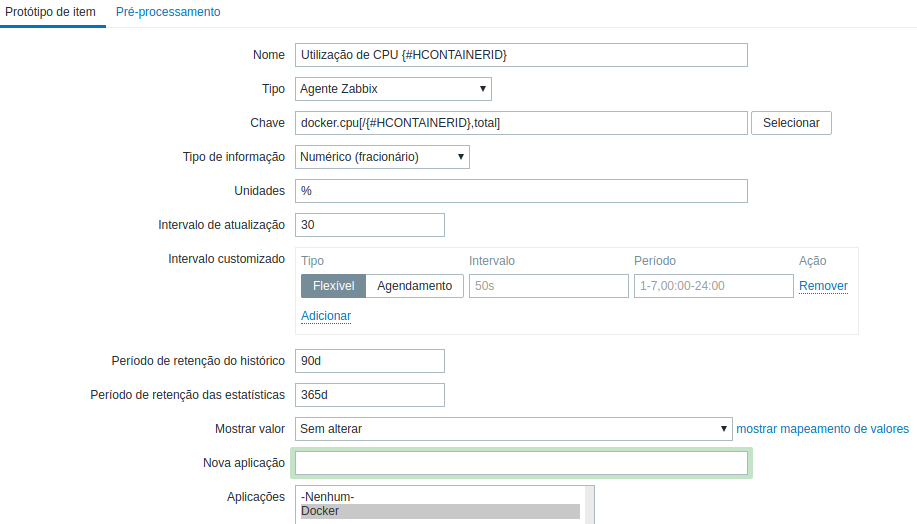 Protótipo de item Pré-processamento
Nome Utilização de CPU {#HCONTAINERID}
Tipo Agente Zabbix
Chave docker.cpu[/{#HCONTAINERID},total] Selecionar
Tipo de informação Numérico (fracionário)
Unidades %
Intervalo de atualização 30
Intervalo customizado Tipo Intervalo Período Ação
Flexível Agendamento 50s 1-7,00:00-24:00 Remover
Adicionar
Período de retenção do histórico 90d
Período de retenção das estatísticas 365d
Mostrar valor Sem alterar mostrar mapeamento de valores
Nova aplicação
Aplicações -Nenhum-
Docker